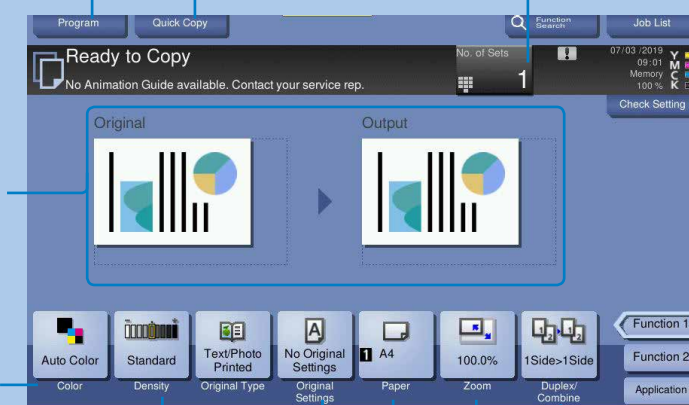 Program
Quick Copy
Function Search
Job List
Ready to Copy
No Animation Guide available. Contact your service rep.
No. of Sets
1
07/03 /2019
09:01
Memory
100 %
Y
M
C
K
Check Setting
Original
Output
Auto Color
Standard
Text/Photo
Printed
No Original
Settings
1 A4
100.0%
1Side>1Side
Color
Density
Original Type
Original
Settings
Paper
Zoom
Duplex/
Combine
Function 1
Function 2
Application